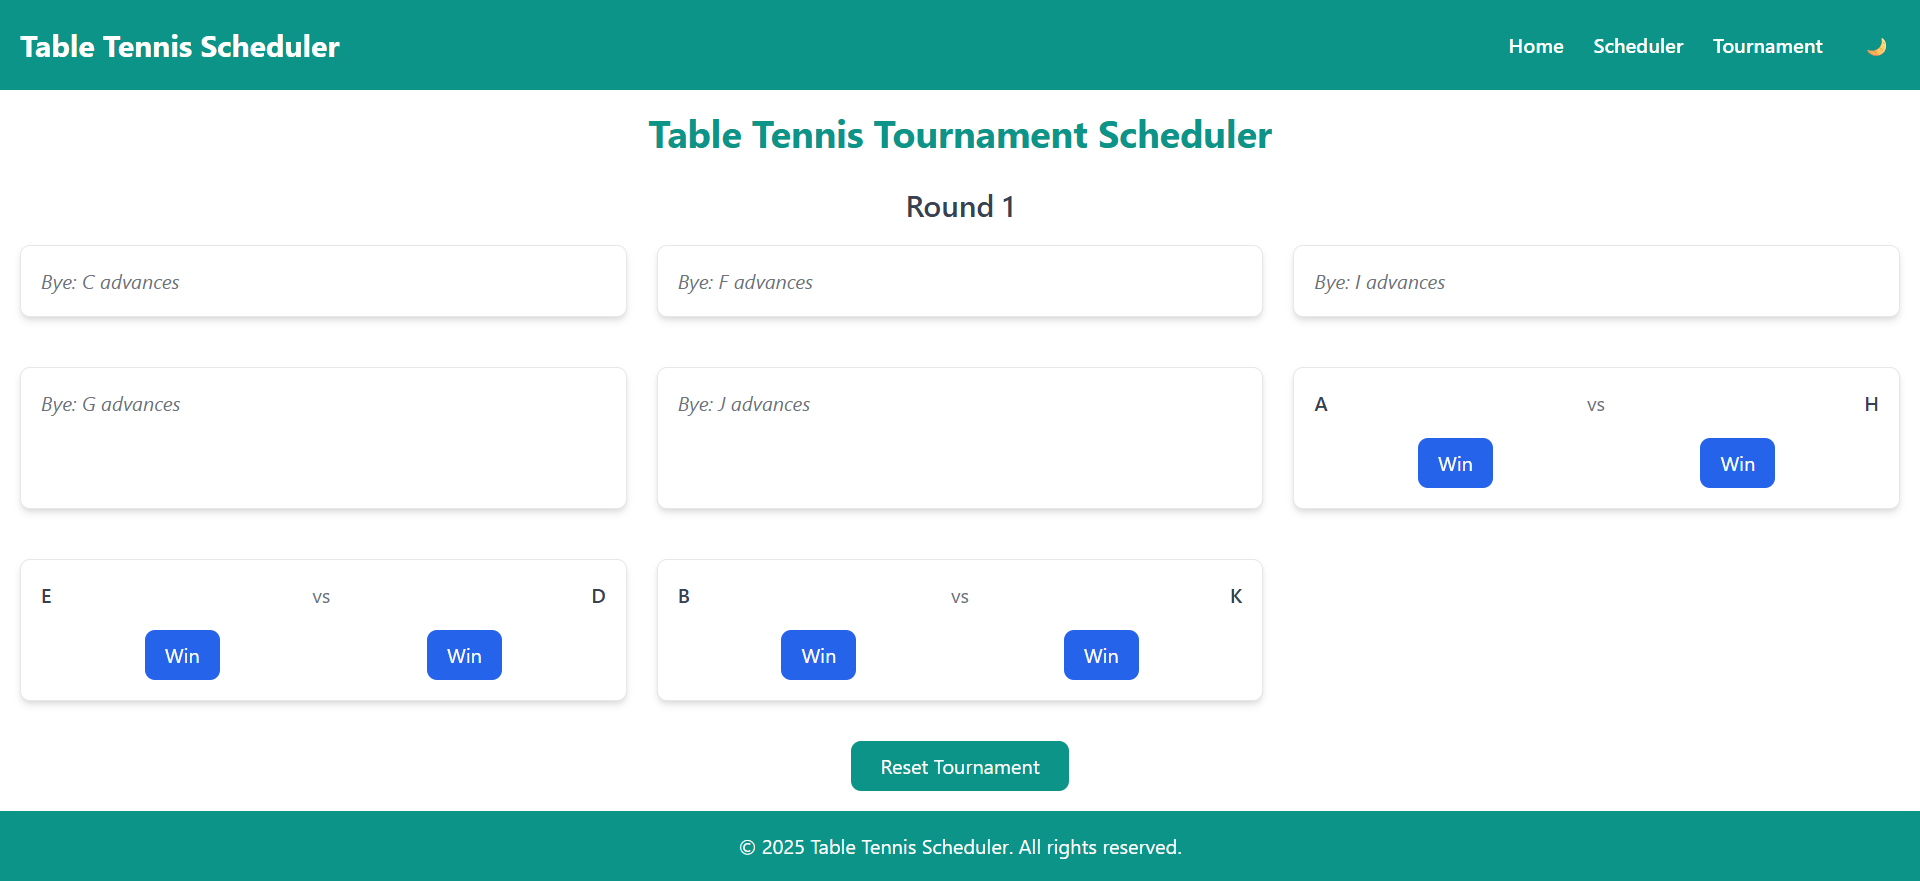 Table Tennis Scheduler
Home Scheduler Tournament
Table Tennis Tournament Scheduler
Round 1
Bye: C advances
Bye: F advances
Bye: I advances
Bye: G advances
Bye: J advances
A vs H
Win Win
E vs D
Win Win
B vs K
Win Win
Reset Tournament
© 2025 Table Tennis Scheduler. All rights reserved.